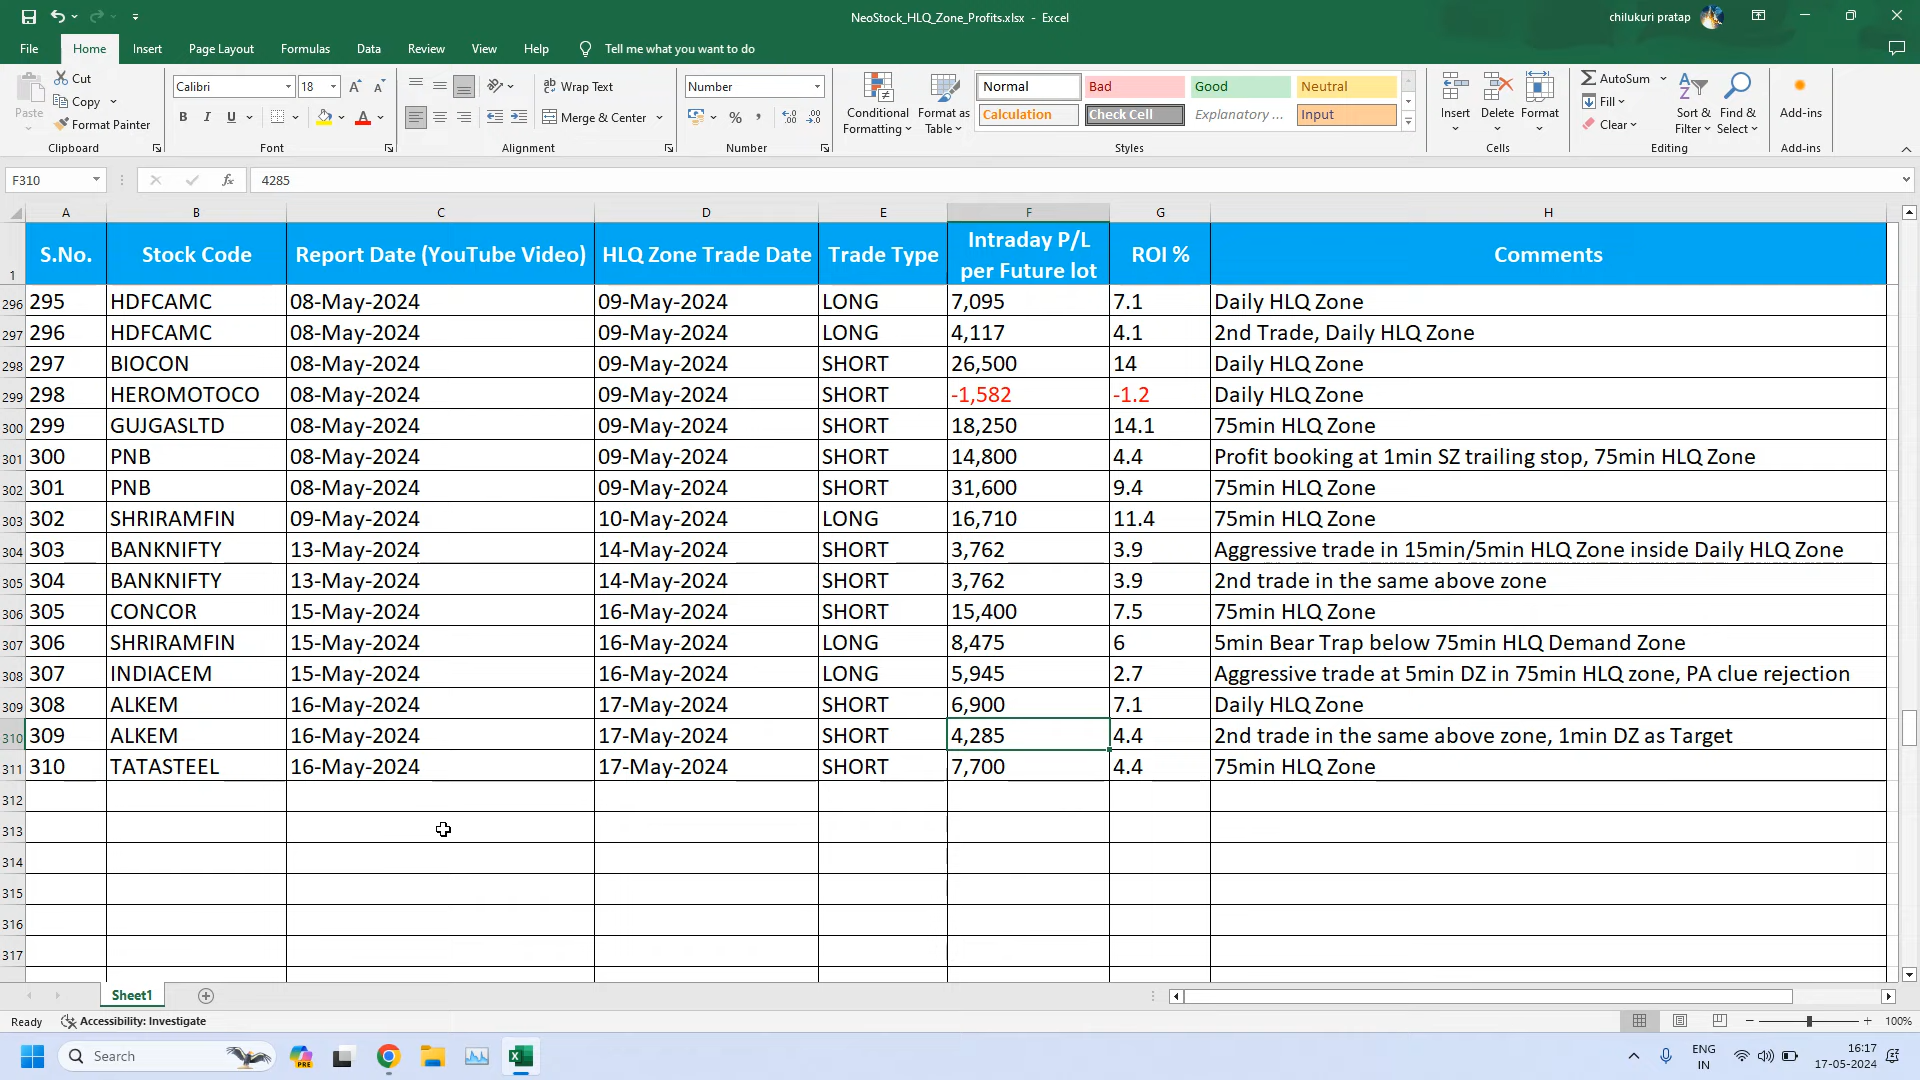 NeoStock_HLQ_Zone_Profits.xlsx - Excel
chilukuri pratap
File Home Insert Page Layout Formulas Data Review View Help Tell me what you want to do
Paste
Cut
Copy
Format Painter
Clipboard
Calibri 18
B I U
Font
Wrap Text
Merge & Center
Alignment
Number
%
Number
Conditional Formatting
Format as Table
Normal Bad Good Neutral
Calculation Check Cell Explanatory ... Input
Styles
Insert Delete Format
Cells
AutoSum
Fill
Clear
Sort & Filter
Find & Select
Editing
Add-ins
Add-ins
F310 fx 4285
A B C D E F G H
1 S.No. Stock Code Report Date (YouTube Video) HLQ Zone Trade Date Trade Type Intraday P/L per Future lot ROI % Comments
296 295 HDFCAMC 08-May-2024 09-May-2024 LONG 7,095 7.1 Daily HLQ Zone
297 296 HDFCAMC 08-May-2024 09-May-2024 LONG 4,117 4.1 2nd Trade, Daily HLQ Zone
298 297 BIOCON 08-May-2024 09-May-2024 SHORT 26,500 14 Daily HLQ Zone
299 298 HEROMOTOCO 08-May-2024 09-May-2024 SHORT -1,582 -1.2 Daily HLQ Zone
300 299 GUJGASLTD 08-May-2024 09-May-2024 SHORT 18,250 14.1 75min HLQ Zone
301 300 PNB 08-May-2024 09-May-2024 SHORT 14,800 4.4 Profit booking at 1min SZ trailing stop, 75min HLQ Zone
302 301 PNB 08-May-2024 09-May-2024 SHORT 31,600 9.4 75min HLQ Zone
303 302 SHRIRAMFIN 09-May-2024 10-May-2024 LONG 16,710 11.4 75min HLQ Zone
304 303 BANKNIFTY 13-May-2024 14-May-2024 SHORT 3,762 3.9 Aggressive trade in 15min/5min HLQ Zone inside Daily HLQ Zone
305 304 BANKNIFTY 13-May-2024 14-May-2024 SHORT 3,762 3.9 2nd trade in the same above zone
306 305 CONCOR 15-May-2024 16-May-2024 SHORT 15,400 7.5 75min HLQ Zone
307 306 SHRIRAMFIN 15-May-2024 16-May-2024 LONG 8,475 6 5min Bear Trap below 75min HLQ Demand Zone
308 307 INDIACEM 15-May-2024 16-May-2024 LONG 5,945 2.7 Aggressive trade at 5min DZ in 75min HLQ zone, PA clue rejection
309 308 ALKEM 16-May-2024 17-May-2024 SHORT 6,900 7.1 Daily HLQ Zone
310 309 ALKEM 16-May-2024 17-May-2024 SHORT 4,285 4.4 2nd trade in the same above zone, 1min DZ as Target
311 310 TATASTEEL 16-May-2024 17-May-2024 SHORT 7,700 4.4 75min HLQ Zone
312
313
314
315
316
317
Sheet1
Ready Accessibility: Investigate 100%
Search
PRE
ENG
IN
16:17
17-05-2024